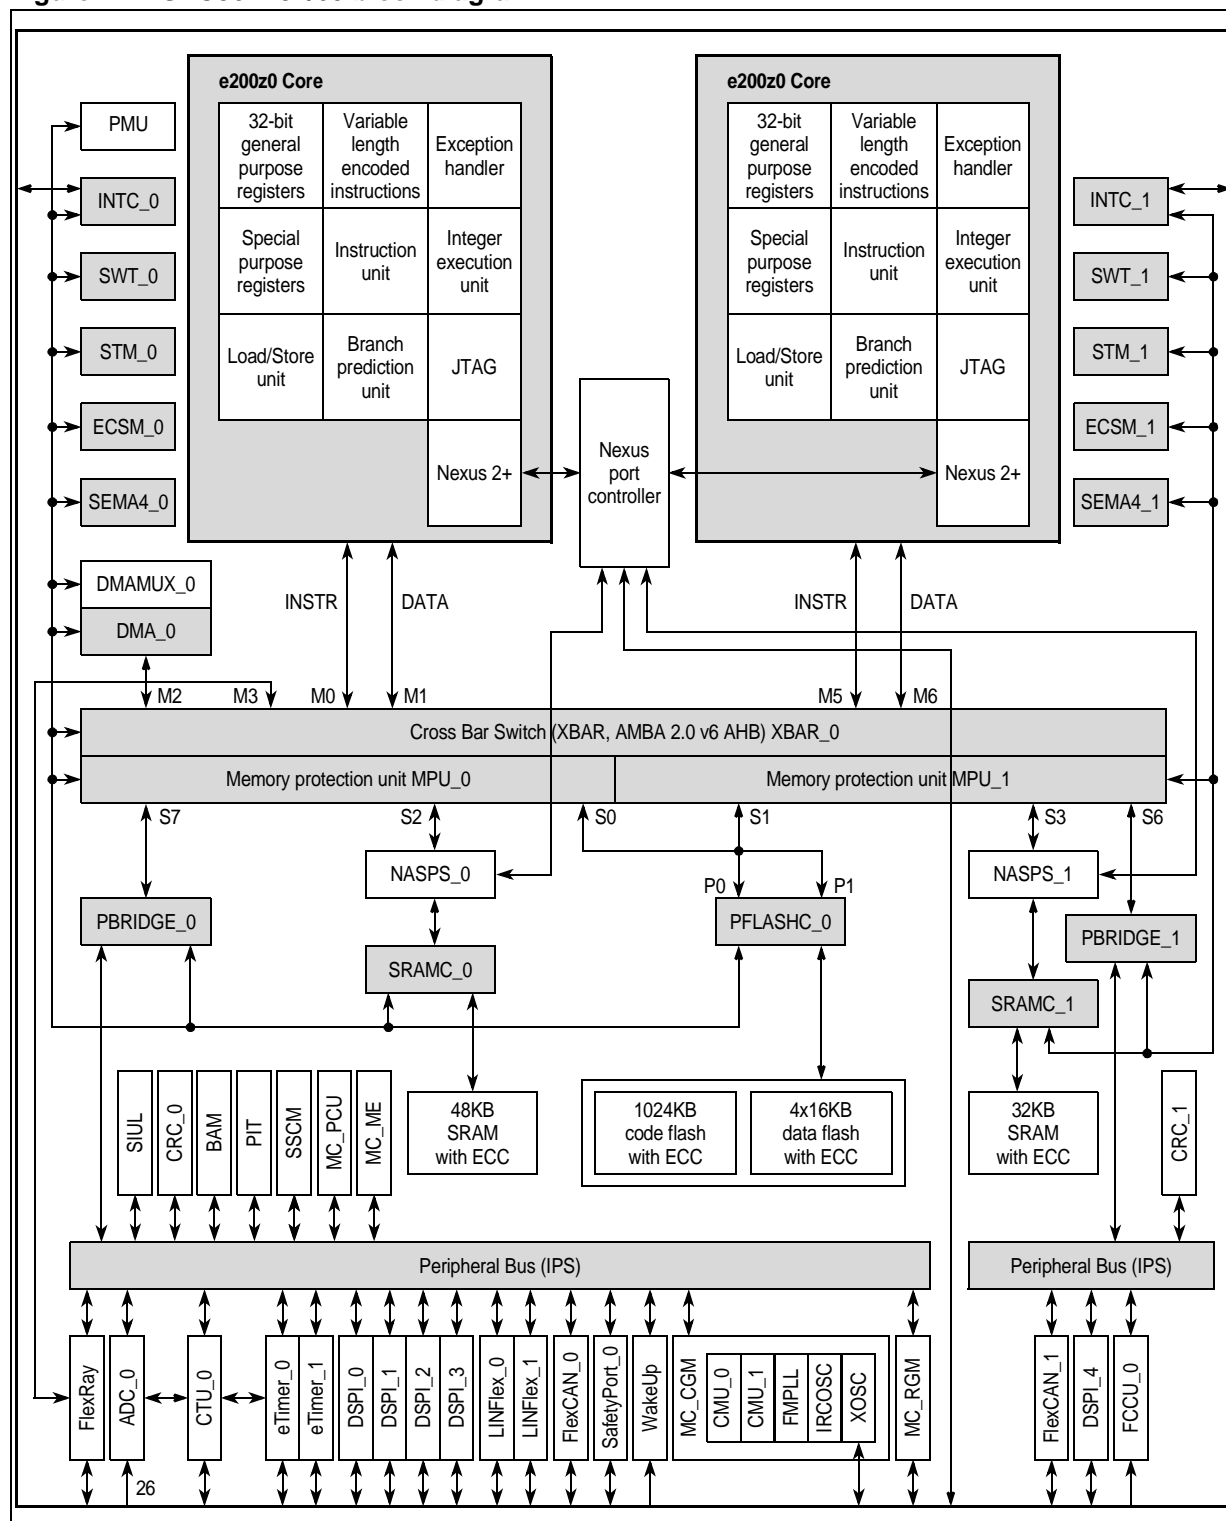 e200z0 Core
32-bit
general
purpose
registers
Variable
length
encoded
instructions
Exception
handler
Special
purpose
registers
Instruction
unit
Integer
execution
unit
Load/Store
unit
Branch
prediction
unit
JTAG
Nexus 2+
e200z0 Core
32-bit
general
purpose
registers
Variable
length
encoded
instructions
Exception
handler
Special
purpose
registers
Instruction
unit
Integer
execution
unit
Load/Store
unit
Branch
prediction
unit
JTAG
Nexus 2+
PMU
INTC_0
SWT_0
STM_0
ECSM_0
SEMA4_0
DMAMUX_0
DMA_0
INTC_1
SWT_1
STM_1
ECSM_1
SEMA4_1
Nexus
port
controller
INSTR
DATA
INSTR
DATA
M2
M3
M0
M1
M5
M6
Cross Bar Switch (XBAR, AMBA 2.0 v6 AHB) XBAR_0
Memory protection unit MPU_0
Memory protection unit MPU_1
S7
S2
S0
S1
S3
S6
NASPS_0
NASPS_1
P0
P1
PBRIDGE_0
PFLASHC_0
PBRIDGE_1
SRAMC_0
SRAMC_1
SIUL
CRC_0
BAM
PIT
SSCM
MC_PCU
MC_ME
48KB
SRAM
with ECC
1024KB
code flash
with ECC
4x16KB
data flash
with ECC
32KB
SRAM
with ECC
CRC_1
Peripheral Bus (IPS)
Peripheral Bus (IPS)
FlexRay
ADC_0
CTU_0
eTimer_0
eTimer_1
DSPI_0
DSPI_1
DSPI_2
DSPI_3
LINFlex_0
LINFlex_1
FlexCAN_0
SafetyPort_0
WakeUp
MC_CGM
CMU_0
CMU_1
FMPLL
IRCOSC
XOSC
MC_RGM
FlexCAN_1
DSPI_4
FCCU_0
26